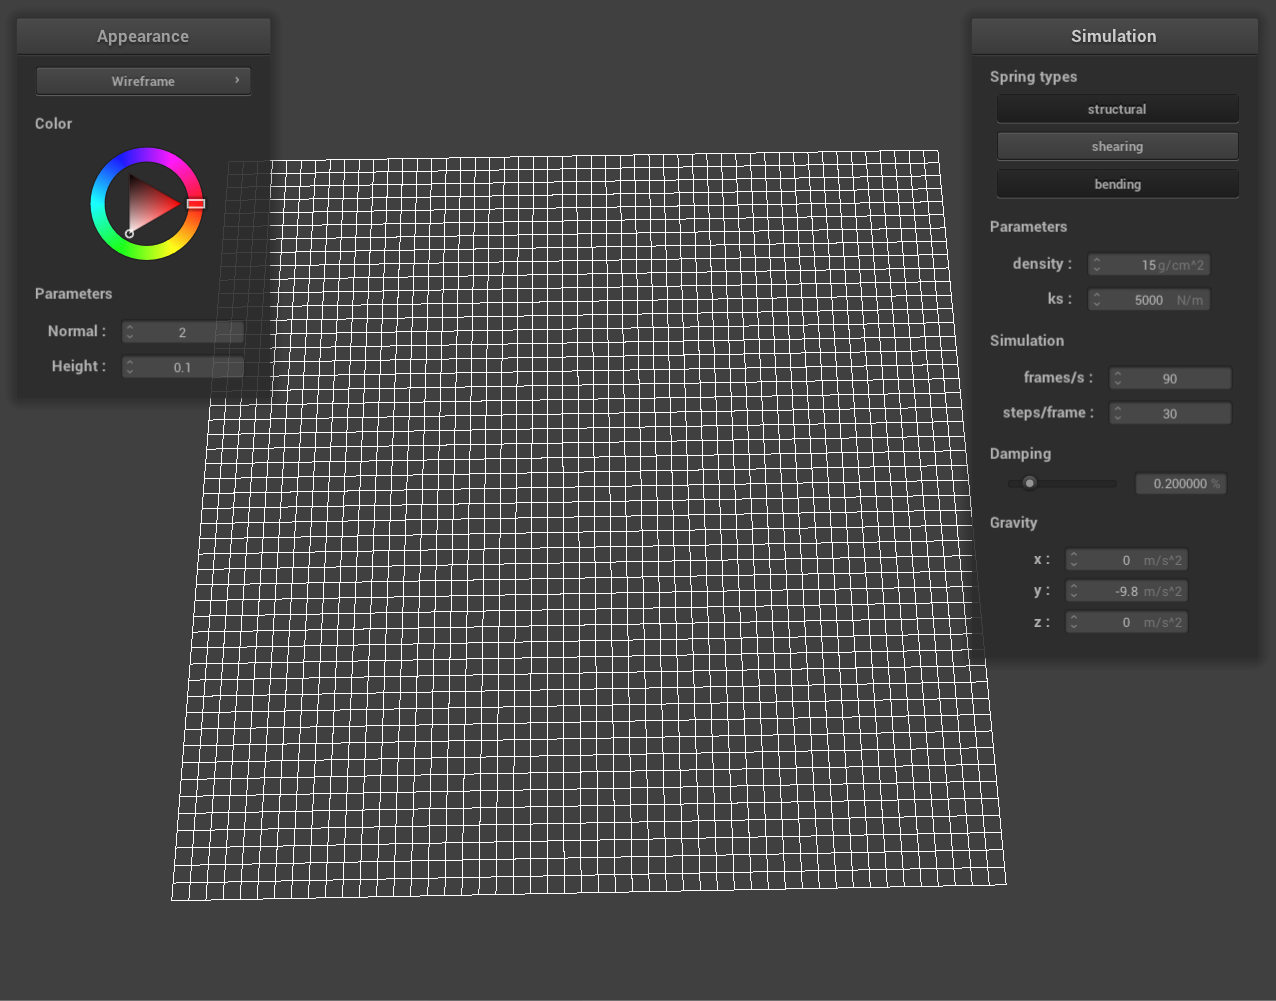 Appearance
Wireframe
Color
Parameters
Normal : 2
Height : 0.1
Simulation
Spring types
structural
shearing
bending
Parameters
density : 15 g/cm^2
ks : 5000 N/m
Simulation
frames/s : 90
steps/frame : 30
Damping
0.200000 %
Gravity
x : 0 m/s^2
y : -9.8 m/s^2
z : 0 m/s^2